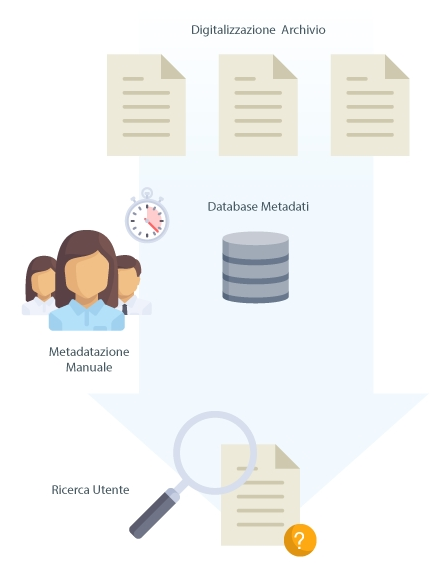 Digitalizzazione Archivio
Database Metadati
Metadatazione
Manuale
Ricerca Utente
?